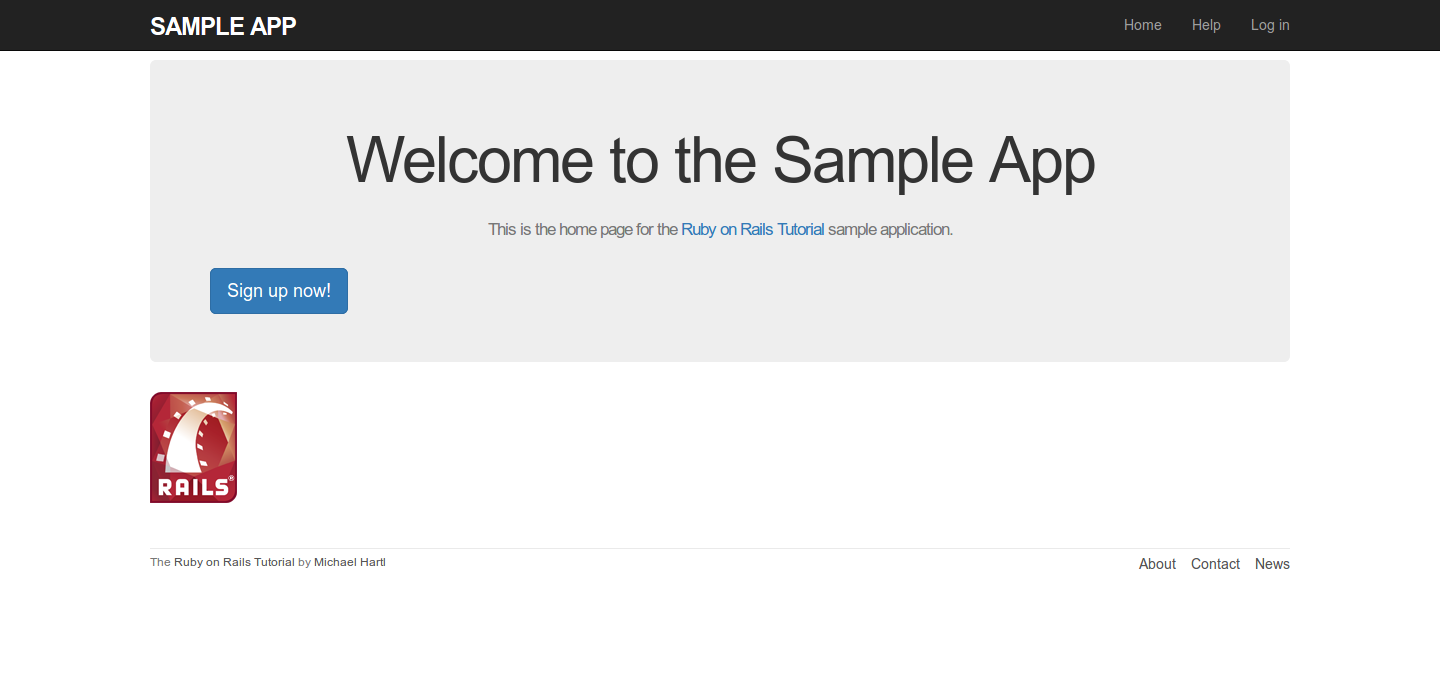 SAMPLE APP Home Help Log in
Welcome to the Sample App
This is the home page for the Ruby on Rails Tutorial sample application.
Sign up now!
RAILS®
The Ruby on Rails Tutorial by Michael Hartl About Contact News